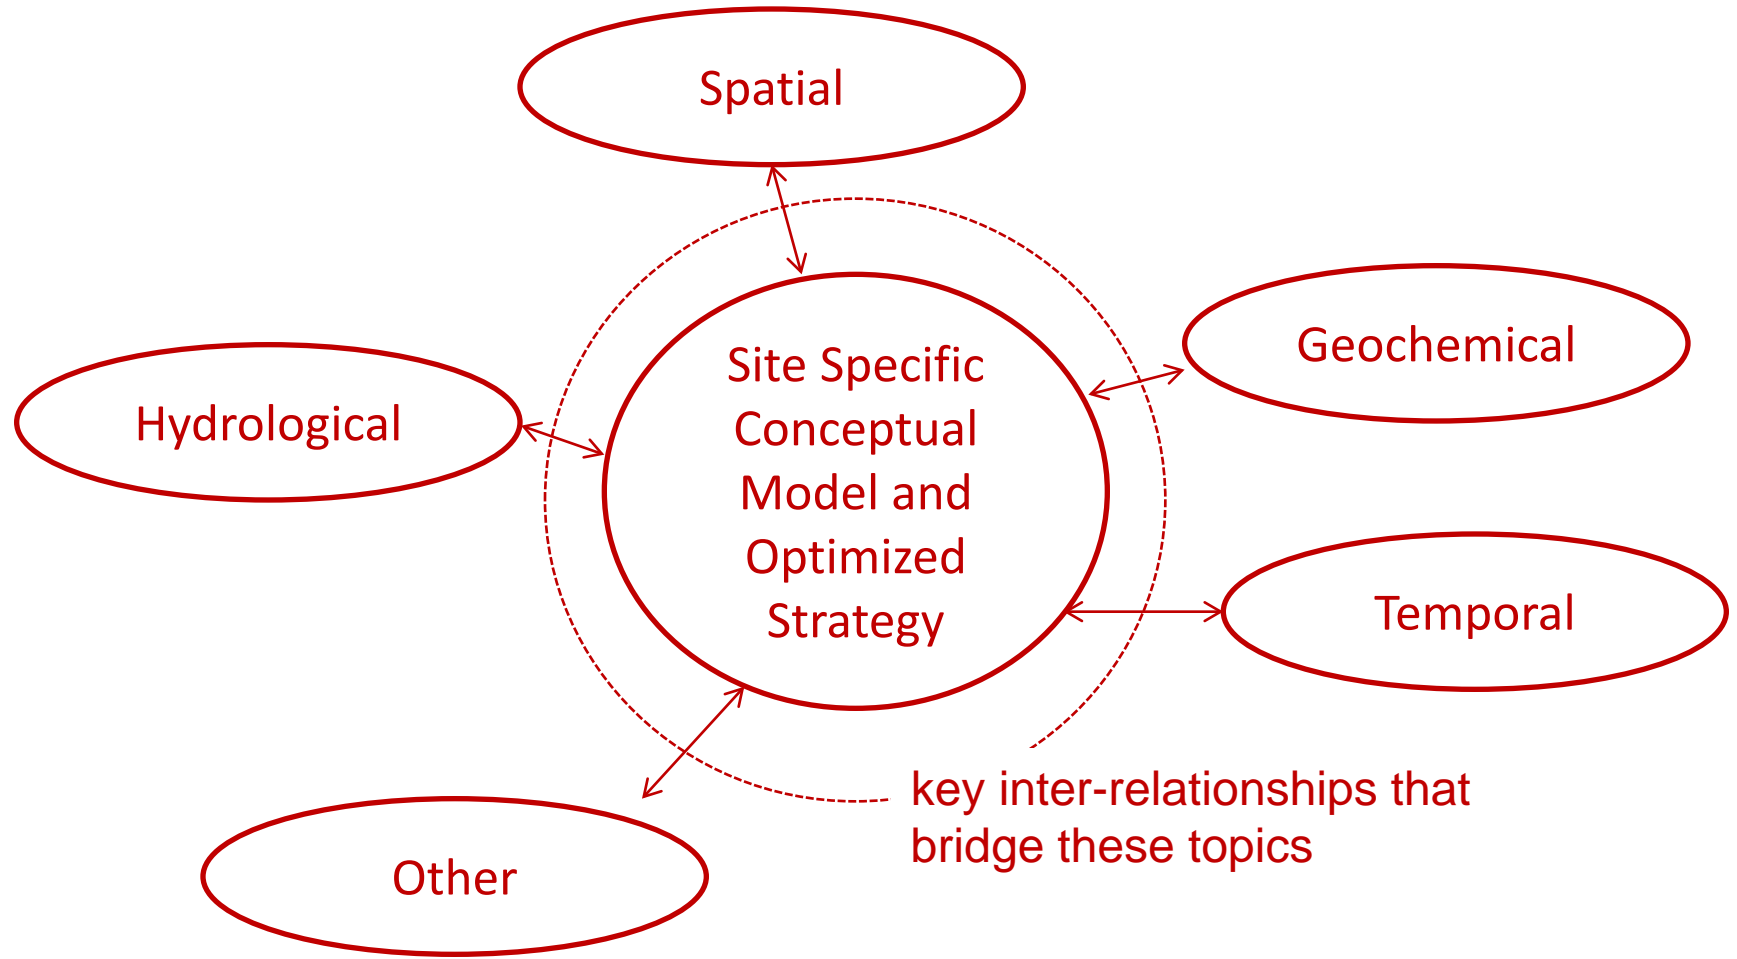 Spatial
Geochemical
Hydrological
Site Specific
Conceptual
Model and
Optimized
Strategy
Temporal
key inter-relationships that
bridge these topics
Other